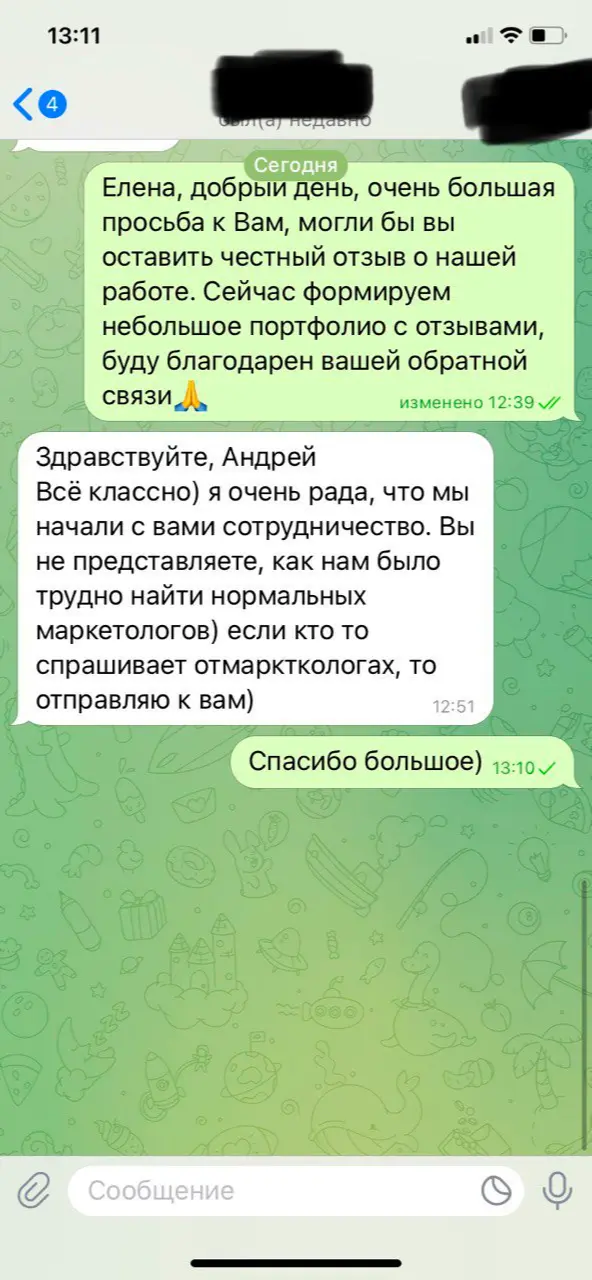 13:11
4
был(а) недавно
Сегодня
Елена, добрый день, очень большая
просьба к Вам, могли бы вы
оставить честный отзыв о нашей
работе. Сейчас формируем
небольшое портфолио с отзывами,
буду благодарен вашей обратной
связи🙏
изменено 12:39
Здравствуйте, Андрей
Всё классно) я очень рада, что мы
начали с вами сотрудничество. Вы
не представляете, как нам было
трудно найти нормальных
маркетологов) если кто то
спрашивает отмаркткологах, то
отправляю к вам)
12:51
Спасибо большое) 13:10
Сообщение